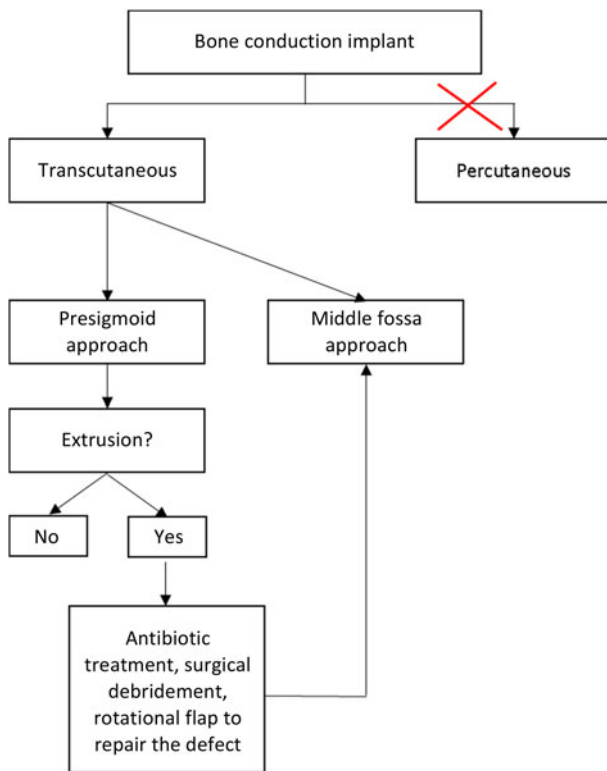 Bone conduction implant
Transcutaneous
Percutaneous
Presigmoid
approach
Middle fossa
approach
Extrusion?
No
Yes
Antibiotic
treatment, surgical
debridement,
rotational flap to
repair the defect